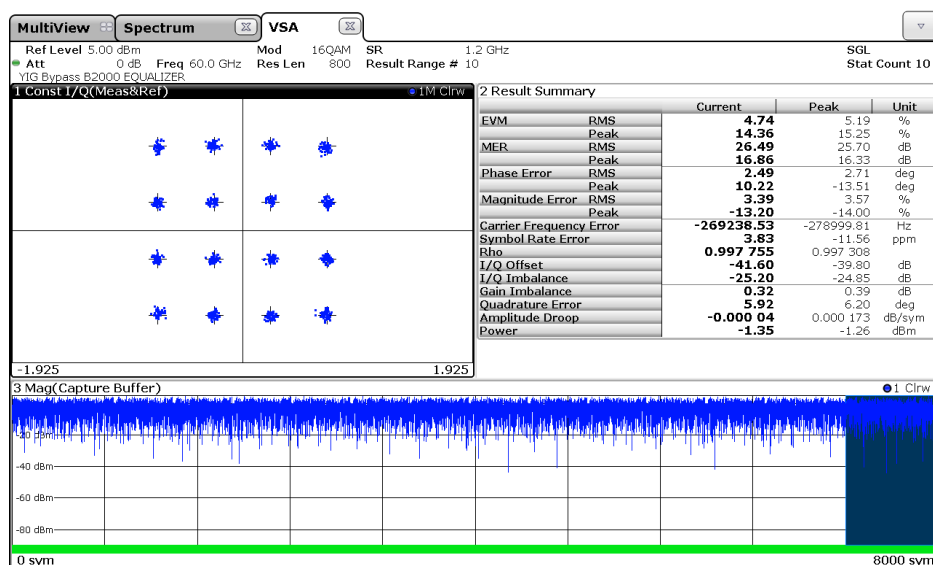 MultiView Spectrum VSA
Ref Level 5.00 dBm Mod 16QAM SR 1.2 GHz SGL
Att 0 dB Freq 60.0 GHz Res Len 800 Result Range # 10 Stat Count 10
YIG Bypass B2000 EQUALIZER
1 Const I/Q(Meas&Ref) 1M Clrw
-1.925 1.925
2 Result Summary
Current Peak Unit
EVM RMS 4.74 5.19 %
Peak 14.36 15.25 %
MER RMS 26.49 25.70 dB
Peak 16.86 16.33 dB
Phase Error RMS 2.49 2.71 deg
Peak 10.22 -13.51 deg
Magnitude Error RMS 3.39 3.57 %
Peak -13.20 -14.00 %
Carrier Frequency Error -269238.53 -278999.81 Hz
Symbol Rate Error 3.83 -11.56 ppm
Rho 0.997 755 0.997 308
I/Q Offset -41.60 -39.80 dB
I/Q Imbalance -25.20 -24.85 dB
Gain Imbalance 0.32 0.39 dB
Quadrature Error 5.92 6.20 deg
Amplitude Droop -0.000 04 0.000 173 dB/sym
Power -1.35 -1.26 dBm
3 Mag(Capture Buffer) 1 Clrw
-20 dBm
-40 dBm
-60 dBm
-80 dBm
0 sym 8000 sym